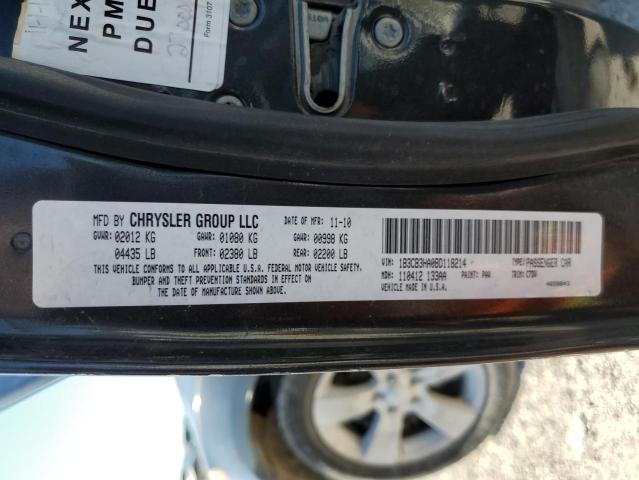 NEX
PM
DUE
Form 3107
MFD BY CHRYSLER GROUP LLC
DATE OF MFR: 11-10
GVWR: 02012 KG
GAWR: 01080 KG
GAWR: 00998 KG
04435 LB
FRONT: 02380 LB
REAR: 02200 LB
THIS VEHICLE CONFORMS TO ALL APPLICABLE U.S.A. FEDERAL MOTOR VEHICLE SAFETY,
BUMPER AND THEFT PREVENTION STANDARDS IN EFFECT ON
THE DATE OF MANUFACTURE SHOWN ABOVE.
VIN: 1B3CB3HA0BD118214
TYPE: PASSENGER CAR
MDH: 110412 133AA
PAINT: PAW
TRIM: C7DV
MADE IN U.S.A.